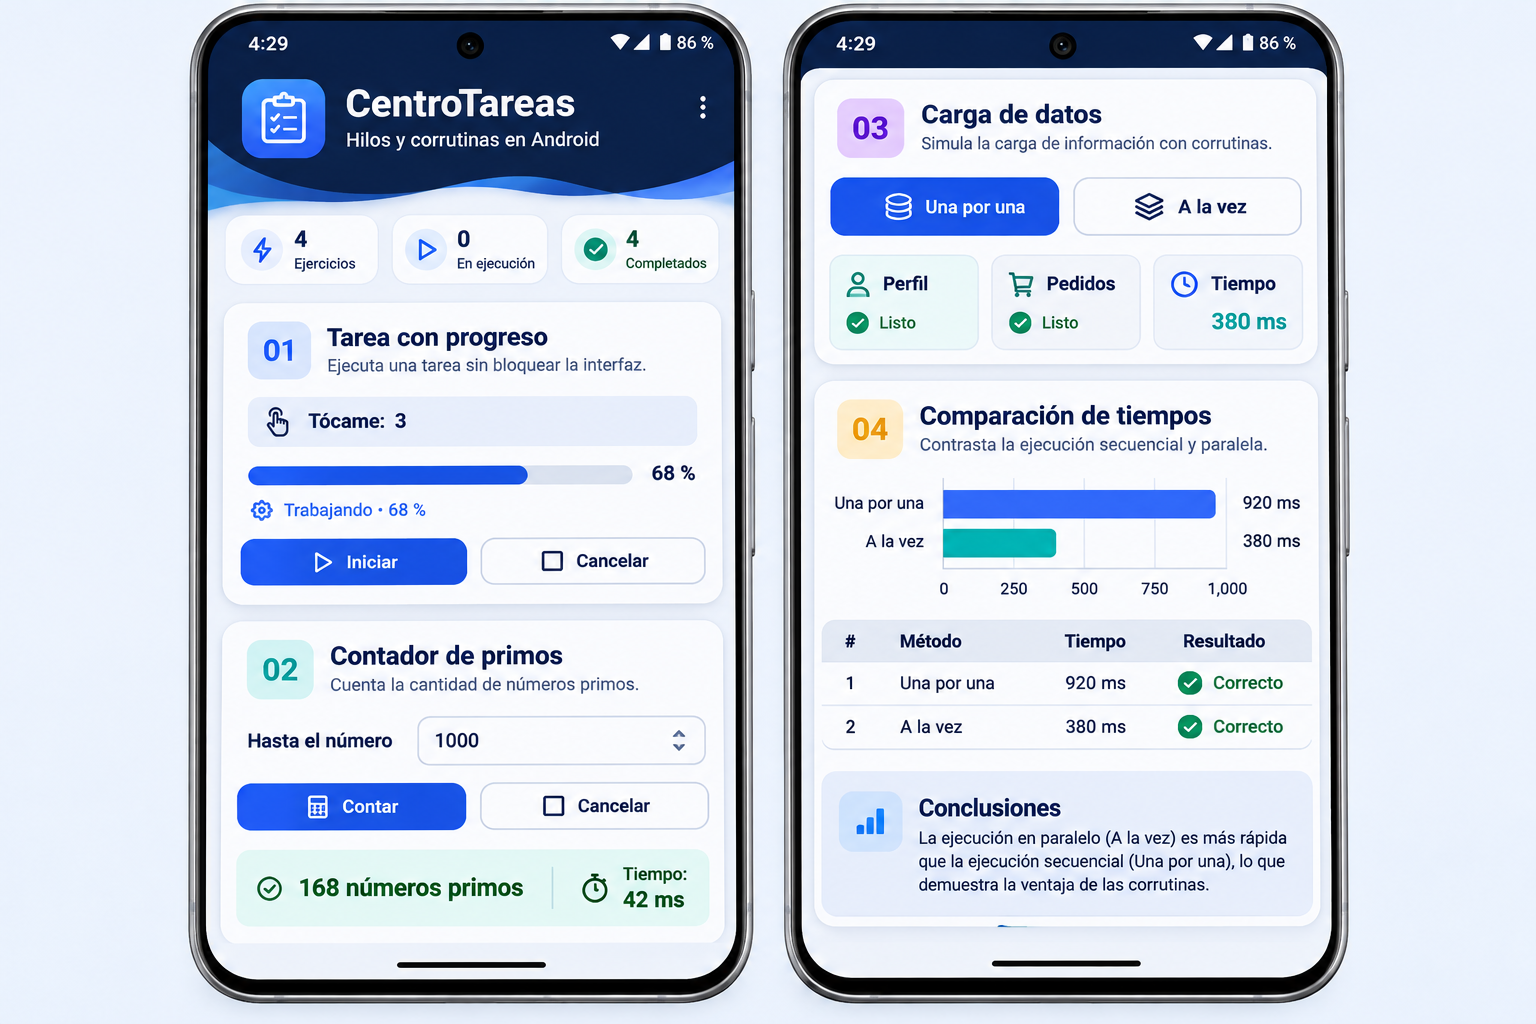 4:29
86 %
CentroTareas
Hilos y corrutinas en Android
4
Ejercicios
0
En ejecución
4
Completados
01
Tarea con progreso
Ejecuta una tarea sin bloquear la interfaz.
Tócame: 3
68 %
Trabajando • 68 %
Iniciar
Cancelar
02
Contador de primos
Cuenta la cantidad de números primos.
Hasta el número
1000
Contar
Cancelar
168 números primos
Tiempo:
42 ms
4:29
86 %
03
Carga de datos
Simula la carga de información con corrutinas.
Una por una
A la vez
Perfil
Listo
Pedidos
Listo
Tiempo
380 ms
04
Comparación de tiempos
Contrasta la ejecución secuencial y paralela.
Una por una
920 ms
A la vez
380 ms
0 250 500 750 1,000
# Método Tiempo Resultado
1 Una por una 920 ms Correcto
2 A la vez 380 ms Correcto
Conclusiones
La ejecución en paralelo (A la vez) es más rápida
que la ejecución secuencial (Una por una), lo que
demuestra la ventaja de las corrutinas.